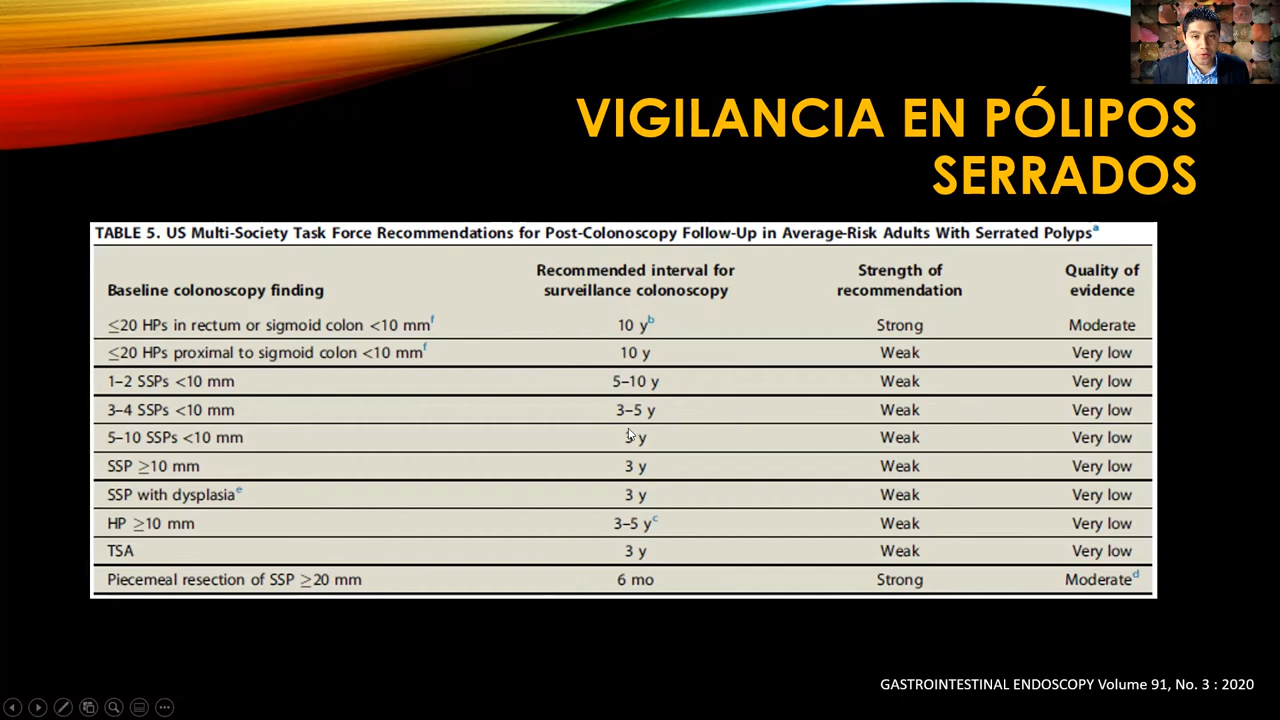 VIGILANCIA EN PÓLIPOS
SERRADOS
TABLE 5. US Multi-Society Task Force Recommendations for Post-Colonoscopy Follow-Up in Average-Risk Adults With Serrated Polyps^a
Baseline colonoscopy finding Recommended interval for surveillance colonoscopy Strength of recommendation Quality of evidence
≤20 HPs in rectum or sigmoid colon <10 mm^f 10 y^b Strong Moderate
≤20 HPs proximal to sigmoid colon <10 mm^f 10 y Weak Very low
1–2 SSPs <10 mm 5–10 y Weak Very low
3–4 SSPs <10 mm 3–5 y Weak Very low
5–10 SSPs <10 mm 3 y Weak Very low
SSP ≥10 mm 3 y Weak Very low
SSP with dysplasia^e 3 y Weak Very low
HP ≥10 mm 3–5 y^c Weak Very low
TSA 3 y Weak Very low
Piecemeal resection of SSP ≥20 mm 6 mo Strong Moderate^d
GASTROINTESTINAL ENDOSCOPY Volume 91, No. 3 : 2020